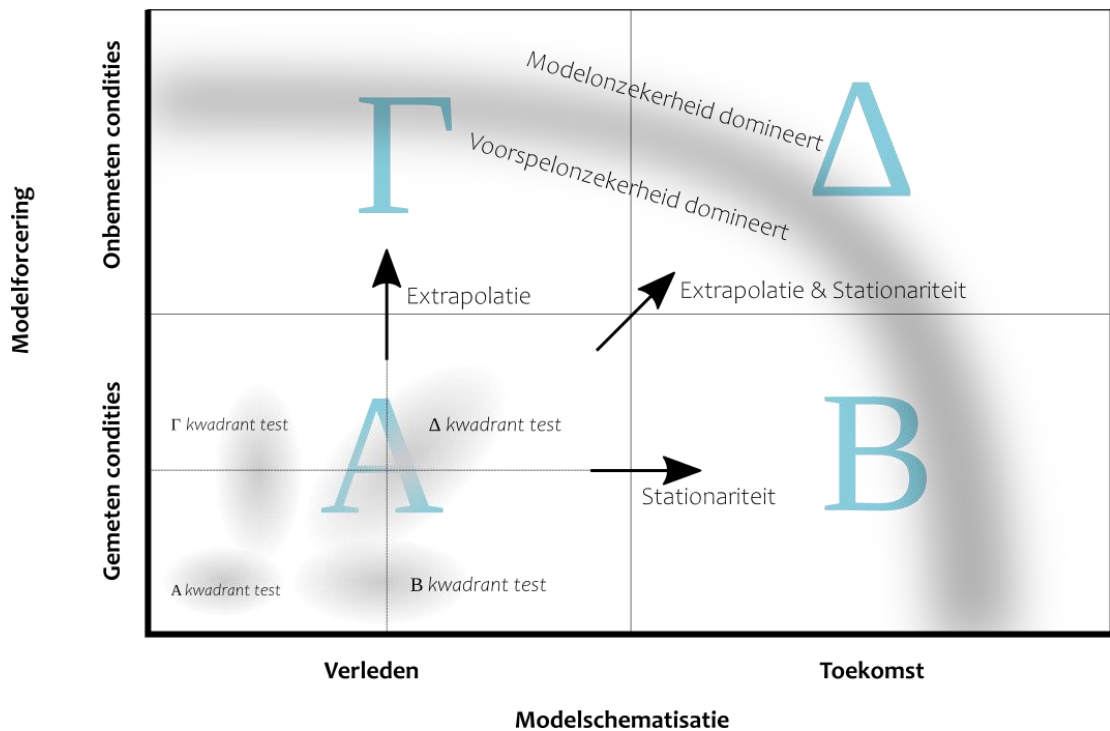 Modelonzekerheid domineert
Γ
Δ
Voorspelonzekerheid domineert
Onbemeten condities
Modelforcering
Extrapolatie
Extrapolatie & Stationariteit
Γ kwadrant test
Δ kwadrant test
A
B
Stationariteit
Gemeten condities
A kwadrant test
B kwadrant test
Verleden
Toekomst
Modelschematisatie